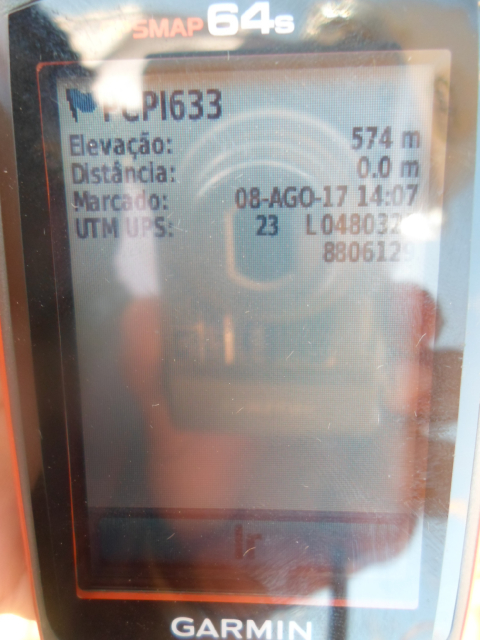 SMAP 64s
PCPI633
Elevação: 574 m
Distância: 0.0 m
Marcado: 08-AGO-17 14:07
UTM UPS: 23 L
8806129
Ir
GARMIN